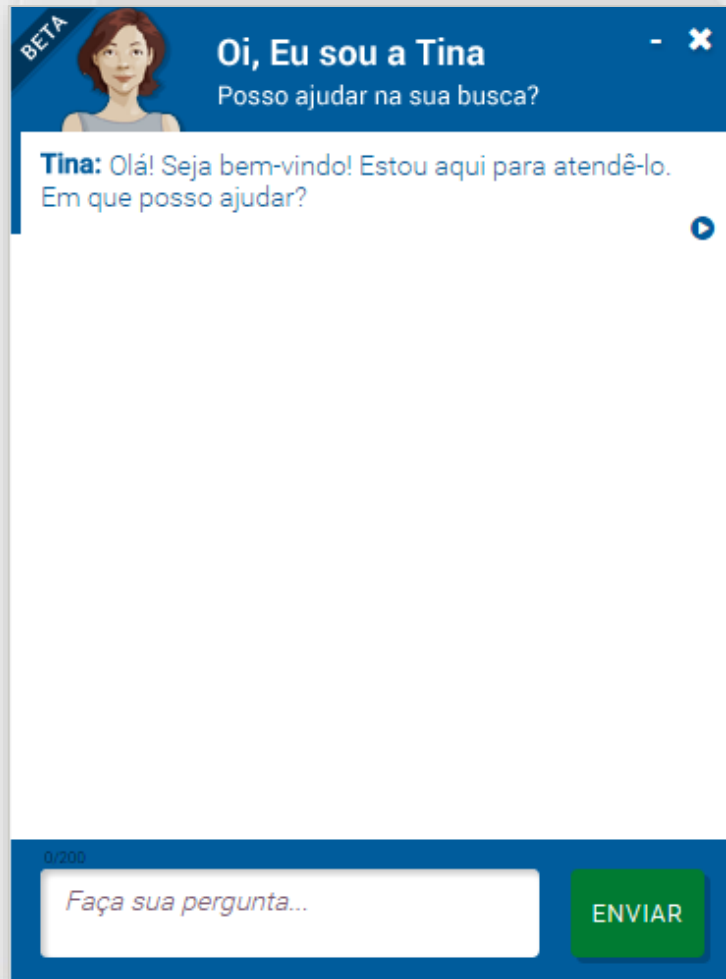 BETA
Oi, Eu sou a Tina
Posso ajudar na sua busca?
Tina: Olá! Seja bem-vindo! Estou aqui para atendê-lo.
Em que posso ajudar?
0/200
Faça sua pergunta...
ENVIAR